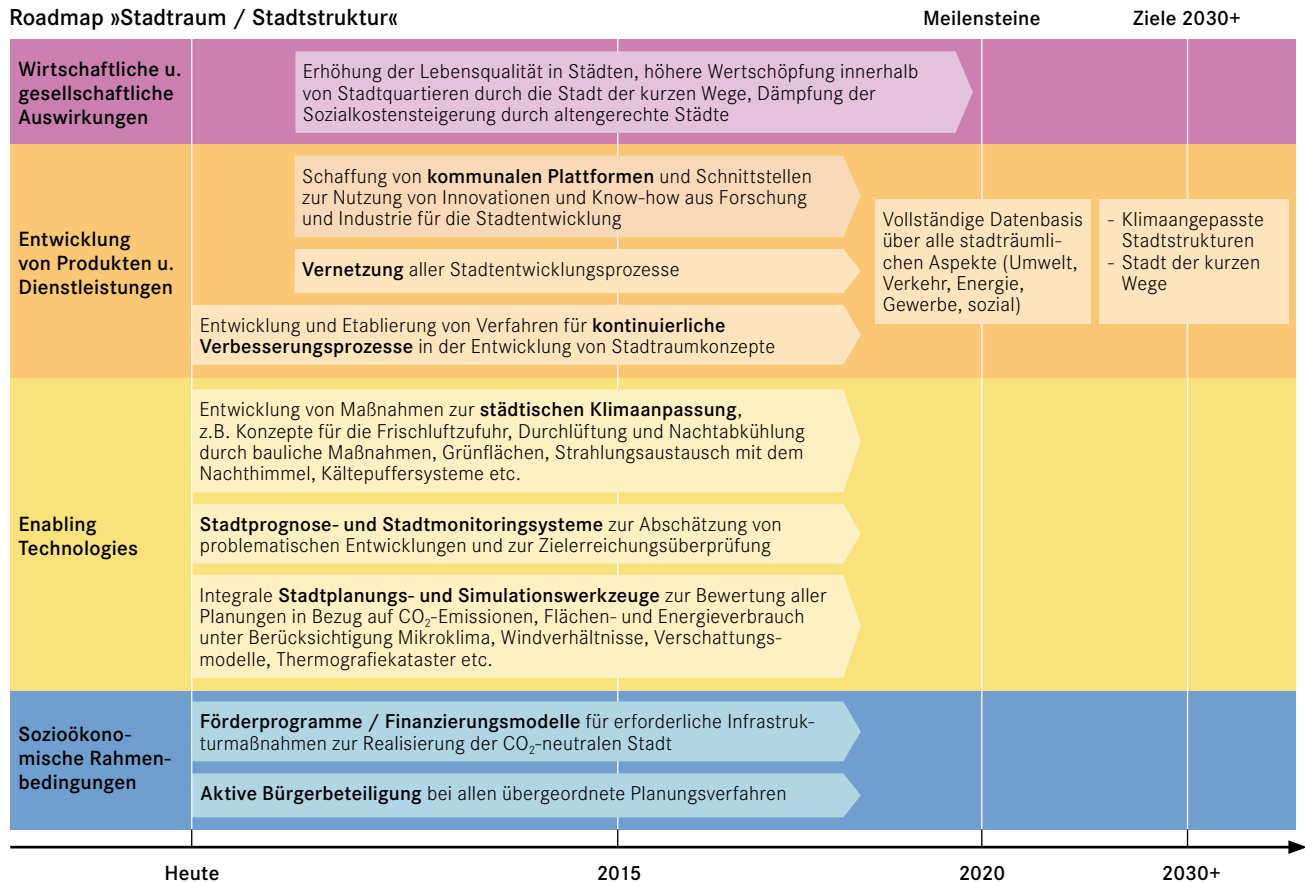 Roadmap »Stadtraum / Stadtstruktur«
Meilensteine
Ziele 2030+
Wirtschaftliche u.
gesellschaftliche
Auswirkungen
Erhöhung der Lebensqualität in Städten, höhere Wertschöpfung innerhalb
von Stadtquartieren durch die Stadt der kurzen Wege, Dämpfung der
Sozialkostensteigerung durch altengerechte Städte
Entwicklung
von Produkten u.
Dienstleistungen
Schaffung von kommunalen Plattformen und Schnittstellen
zur Nutzung von Innovationen und Know-how aus Forschung
und Industrie für die Stadtentwicklung
Vernetzung aller Stadtentwicklungsprozesse
Entwicklung und Etablierung von Verfahren für kontinuierliche
Verbesserungsprozesse in der Entwicklung von Stadtraumkonzepte
Vollständige Datenbasis
über alle stadträumli-
chen Aspekte (Umwelt,
Verkehr, Energie,
Gewerbe, sozial)
- Klimaangepasste
Stadtstrukturen
- Stadt der kurzen
Wege
Enabling
Technologies
Entwicklung von Maßnahmen zur städtischen Klimaanpassung,
z.B. Konzepte für die Frischluftzufuhr, Durchlüftung und Nachtabkühlung
durch bauliche Maßnahmen, Grünflächen, Strahlungsaustausch mit dem
Nachthimmel, Kältepuffersysteme etc.
Stadtprognose- und Stadtmonitoringsysteme zur Abschätzung von
problematischen Entwicklungen und zur Zielerreichungsüberprüfung
Integrale Stadtplanungs- und Simulationswerkzeuge zur Bewertung aller
Planungen in Bezug auf CO₂-Emissionen, Flächen- und Energieverbrauch
unter Berücksichtigung Mikroklima, Windverhältnisse, Verschattungs-
modelle, Thermografiekataster etc.
Sozioökono-
mische Rahmen-
bedingungen
Förderprogramme / Finanzierungsmodelle für erforderliche Infrastruk-
turmaßnahmen zur Realisierung der CO₂-neutralen Stadt
Aktive Bürgerbeteiligung bei allen übergeordnete Planungsverfahren
Heute
2015
2020
2030+